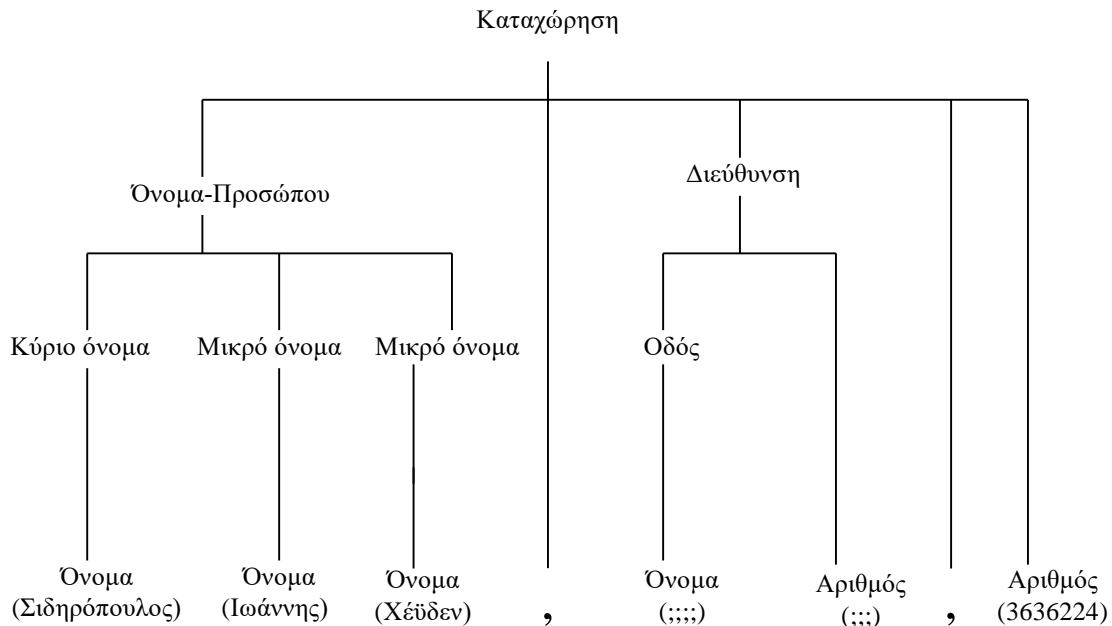 Καταχώρηση
Όνομα-Προσώπου
Διεύθυνση
Κύριο όνομα
Μικρό όνομα
Μικρό όνομα
Οδός
Όνομα
(Σιδηρόπουλος)
Όνομα
(Ιωάννης)
Όνομα
(Χέϋδεν)
,
Όνομα
(;;;;)
Αριθμός
(;;;)
,
Αριθμός
(3636224)